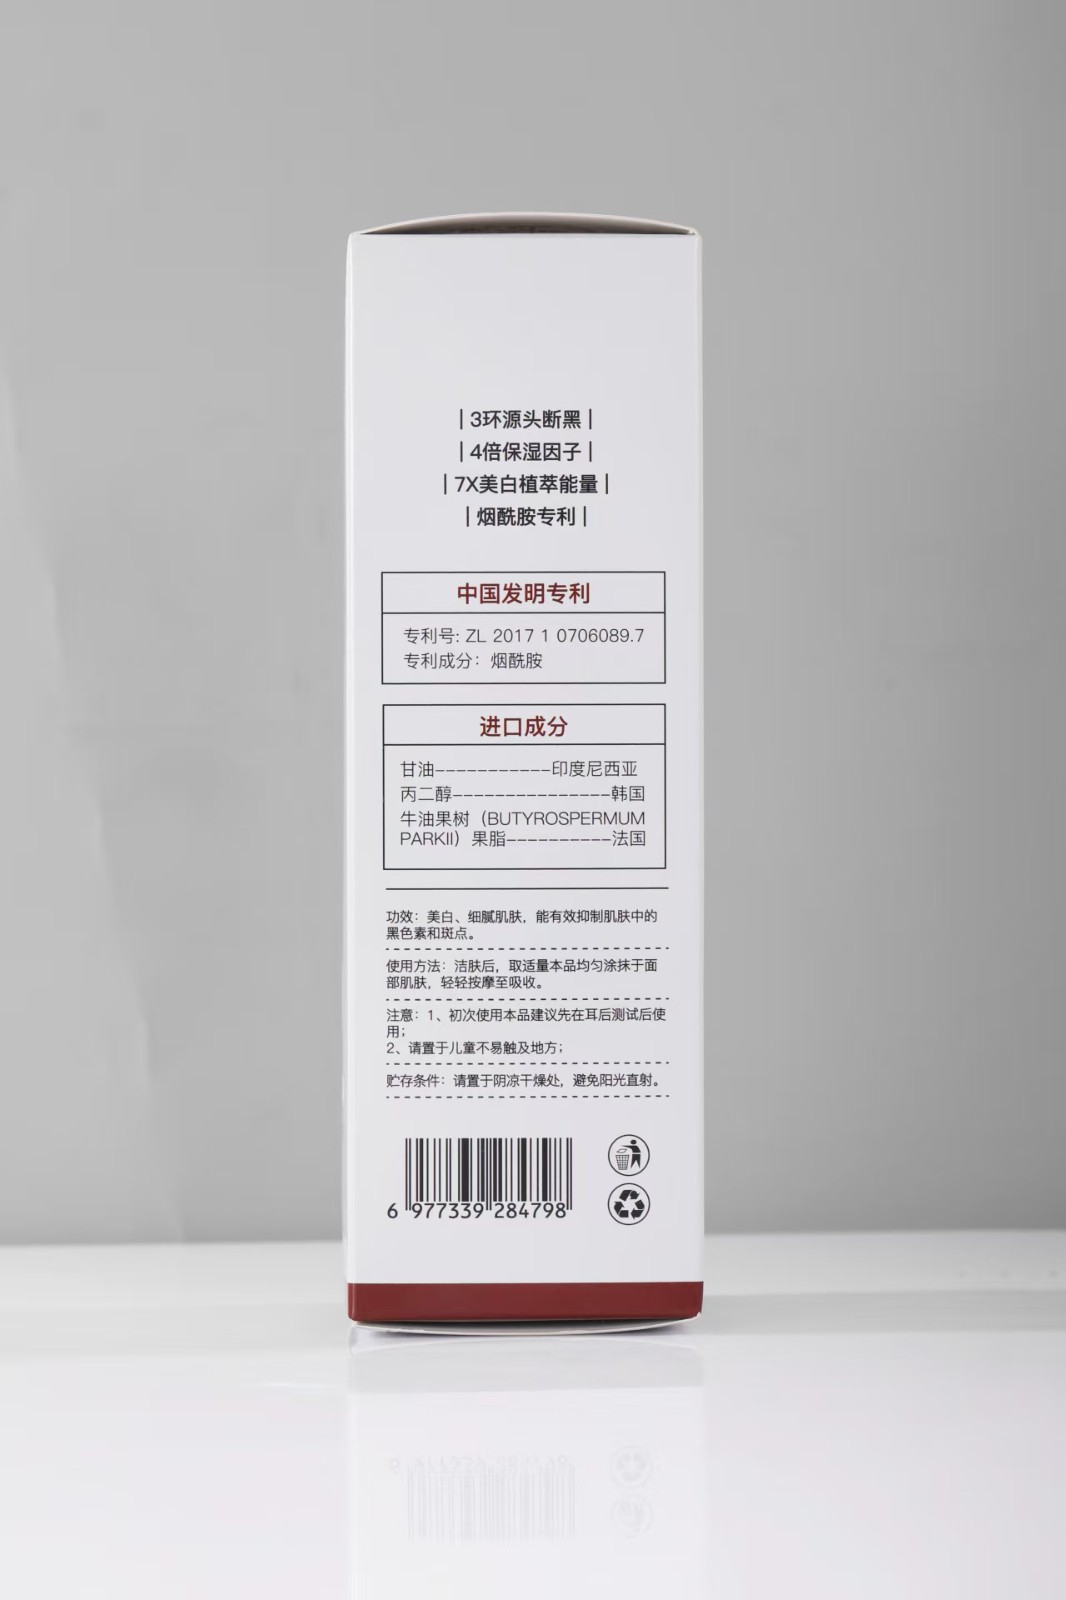 |3环源头断黑|
|4倍保湿因子|
|7X美白植萃能量|
|烟酰胺专利|
中国发明专利
专利号: ZL 2017 1 0706089.7
专利成分：烟酰胺
进口成分
甘油-----------印度尼西亚
丙二醇---------------韩国
牛油果树（BUTYROSPERMUM
PARKII）果脂----------法国
功效：美白、细腻肌肤，能有效抑制肌肤中的
黑色素和斑点。
使用方法：洁肤后，取适量本品均匀涂抹于面
部肌肤，轻轻按摩至吸收。
注意：1、初次使用本品建议先在耳后测试后使
用；
2、请置于儿童不易触及地方；
贮存条件：请置于阴凉干燥处，避免阳光直射。
6 977339 284798